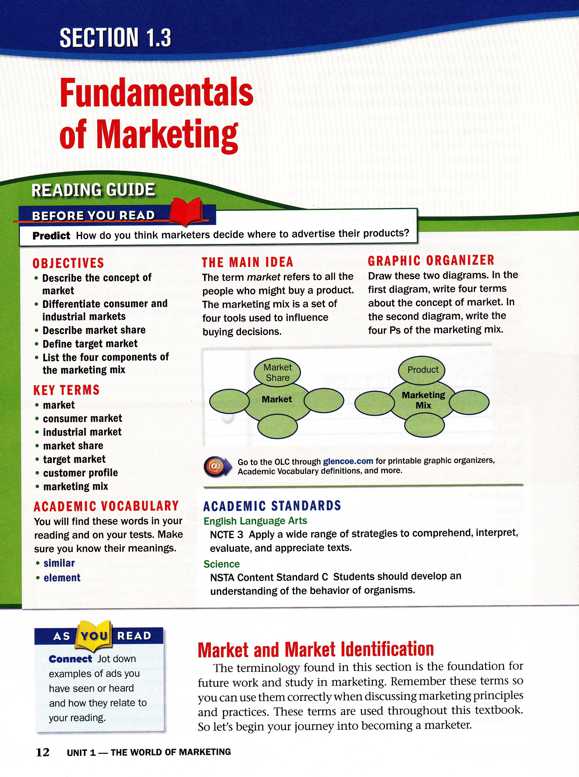 SECTION 1.3
Fundamentals
of Marketing
READING GUIDE
BEFORE YOU READ
Predict How do you think marketers decide where to advertise their products?
OBJECTIVES
• Describe the concept of
market
• Differentiate consumer and
industrial markets
• Describe market share
• Define target market
• List the four components of
the marketing mix
KEY TERMS
• market
• consumer market
• industrial market
• market share
• target market
• customer profile
• marketing mix
ACADEMIC VOCABULARY
You will find these words in your
reading and on your tests. Make
sure you know their meanings.
• similar
• element
THE MAIN IDEA
The term market refers to all the
people who might buy a product.
The marketing mix is a set of
four tools used to influence
buying decisions.
GRAPHIC ORGANIZER
Draw these two diagrams. In the
first diagram, write four terms
about the concept of market. In
the second diagram, write the
four Ps of the marketing mix.
Market
Share
Market
Product
Marketing
Mix
@
Go to the OLC through glencoe.com for printable graphic organizers,
Academic Vocabulary definitions, and more.
ACADEMIC STANDARDS
English Language Arts
NCTE 3 Apply a wide range of strategies to comprehend, interpret,
evaluate, and appreciate texts.
Science
NSTA Content Standard C Students should develop an
understanding of the behavior of organisms.
AS YOU READ
Connect Jot down
examples of ads you
have seen or heard
and how they relate to
your reading.
Market and Market Identification
The terminology found in this section is the foundation for
future work and study in marketing. Remember these terms so
you can use them correctly when discussing marketing principles
and practices. These terms are used throughout this textbook.
So let's begin your journey into becoming a marketer.
12 UNIT 1 — THE WORLD OF MARKETING